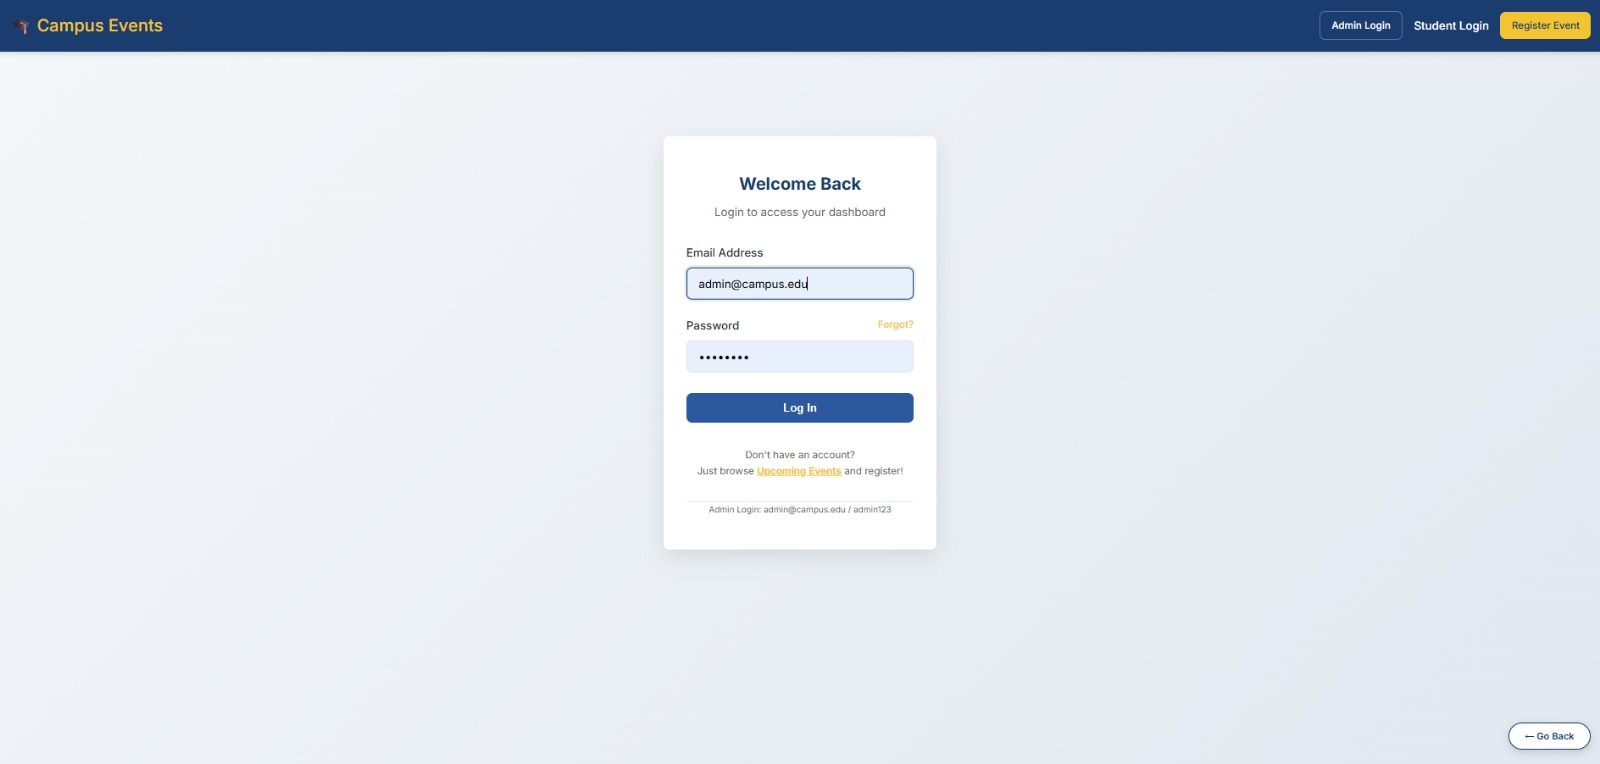 Campus Events
Admin Login
Student Login
Register Event
Welcome Back
Login to access your dashboard
Email Address
admin@campus.edu
Password
Forgot?
••••••••
Log In
Don't have an account?
Just browse Upcoming Events and register!
Admin Login: admin@campus.edu / admin123
← Go Back